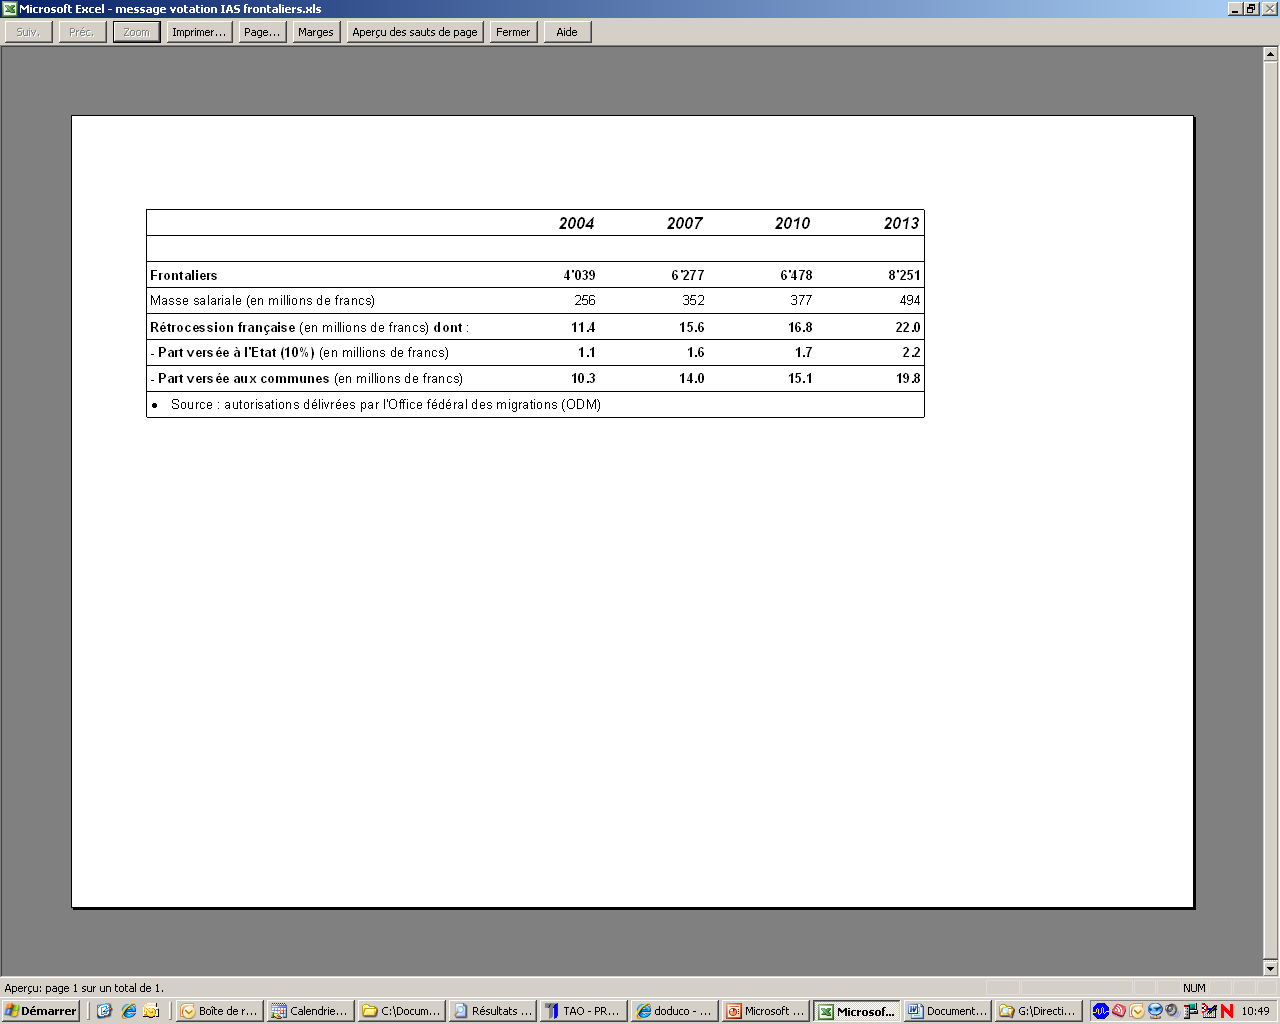 Microsoft Excel - message votation IAS frontaliers.xls
Suiv. Préc. Zoom Imprimer... Page... Marges Aperçu des sauts de page Fermer Aide
2004 2007 2010 2013
Frontaliers 4'039 6'277 6'478 8'251
Masse salariale (en millions de francs) 256 352 377 494
Rétrocession française (en millions de francs) dont : 11.4 15.6 16.8 22.0
- Part versée à l'Etat (10%) (en millions de francs) 1.1 1.6 1.7 2.2
- Part versée aux communes (en millions de francs) 10.3 14.0 15.1 19.8
• Source : autorisations délivrées par l'Office fédéral des migrations (ODM)
Aperçu: page 1 sur un total de 1.
NUM
Démarrer Boîte de r... Calendrie... C:\Docum... Résultats ... TAO - PR... doduco - ... Microsoft ... Microsof... Document... G:\Directi... 10:49